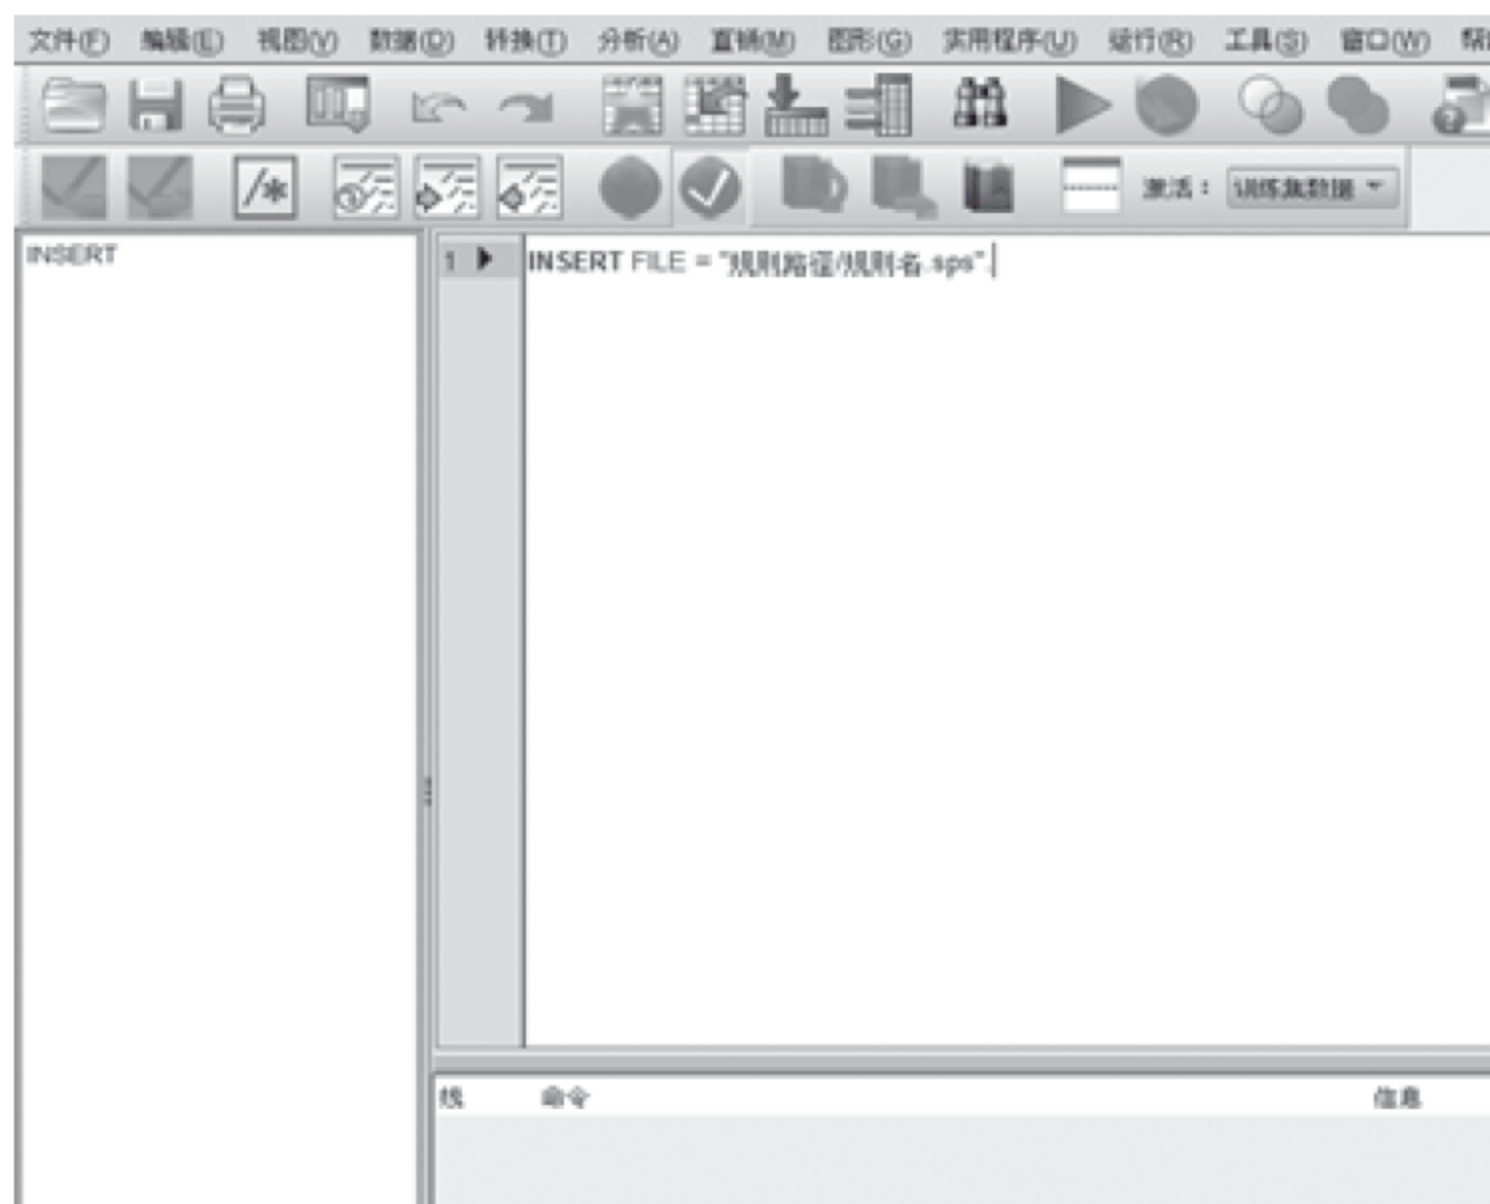 文件(F) 编辑(E) 视图(V) 数据(D) 转换(T) 分析(A) 直销(M) 图形(G) 实用程序(U) 运行(R) 工具(S) 窗口(W) 帮
/*
激活： 训练集数据
INSERT
1 INSERT FILE = "规则路径/规则名.sps".
线 命令 信息